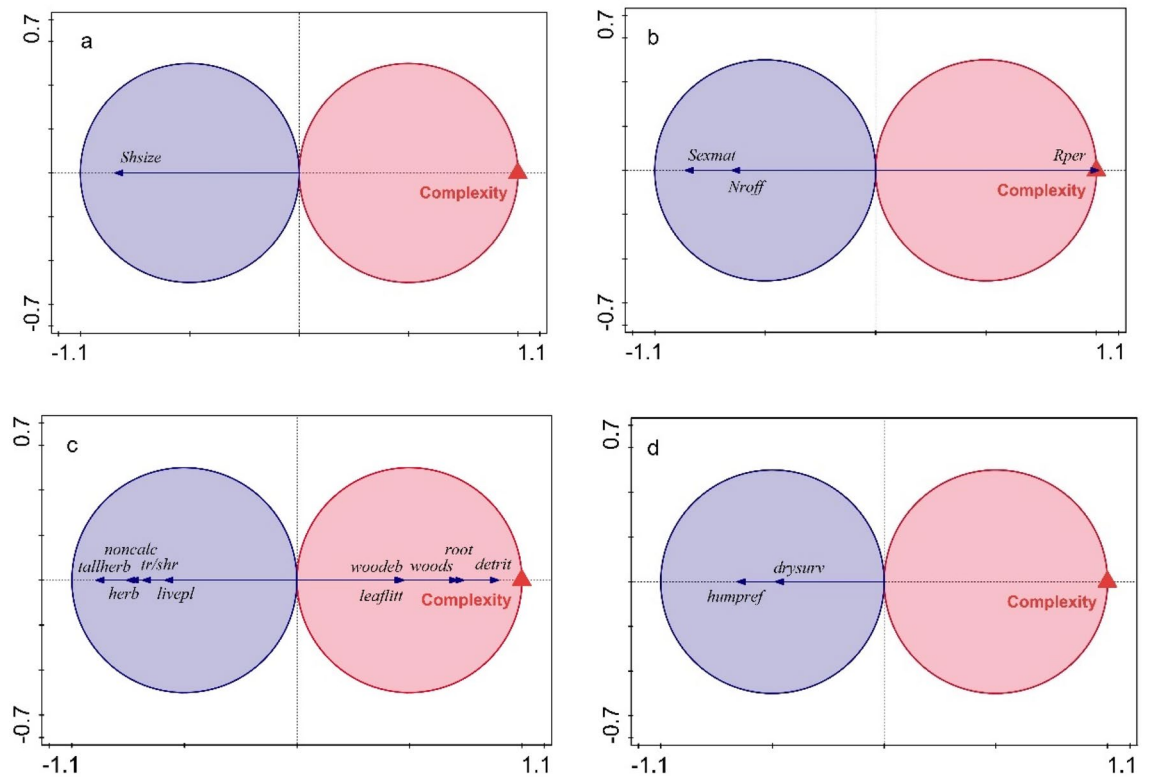 0.7
a
Shsize
Complexity
-0.7
-1.1
1.1
0.7
b
Sexmat
Rper
Nroff
Complexity
-0.7
-1.1
1.1
0.7
c
noncalc
root
tallherb tr/shr
woodeb woods detrit
herb livepl
leaflitt
Complexity
-0.7
-1.1
1.1
0.7
d
drysurv
humpref
Complexity
-0.7
-1.1
1.1